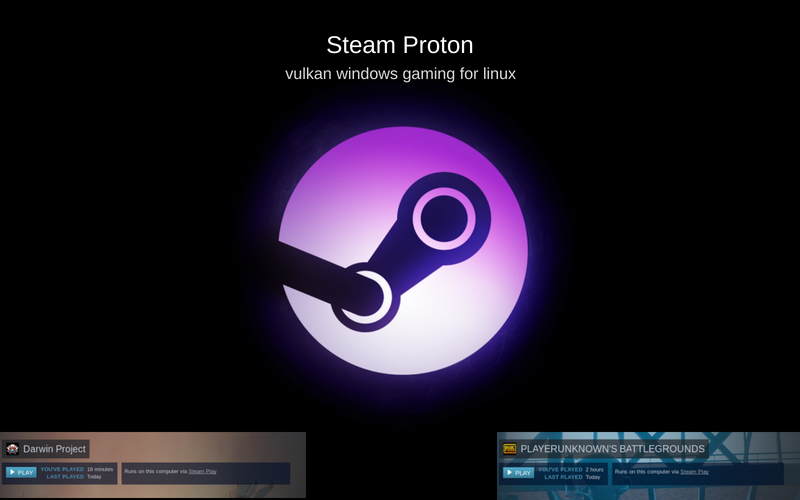 Steam Proton
vulkan windows gaming for linux
Darwin Project
PLAY
YOU'VE PLAYED 18 minutes
LAST PLAYED Today
Runs on this computer via Steam Play
PLAYERUNKNOWN'S BATTLEGROUNDS
PLAY
YOU'VE PLAYED 2 hours
LAST PLAYED Today
Runs on this computer via Steam Play